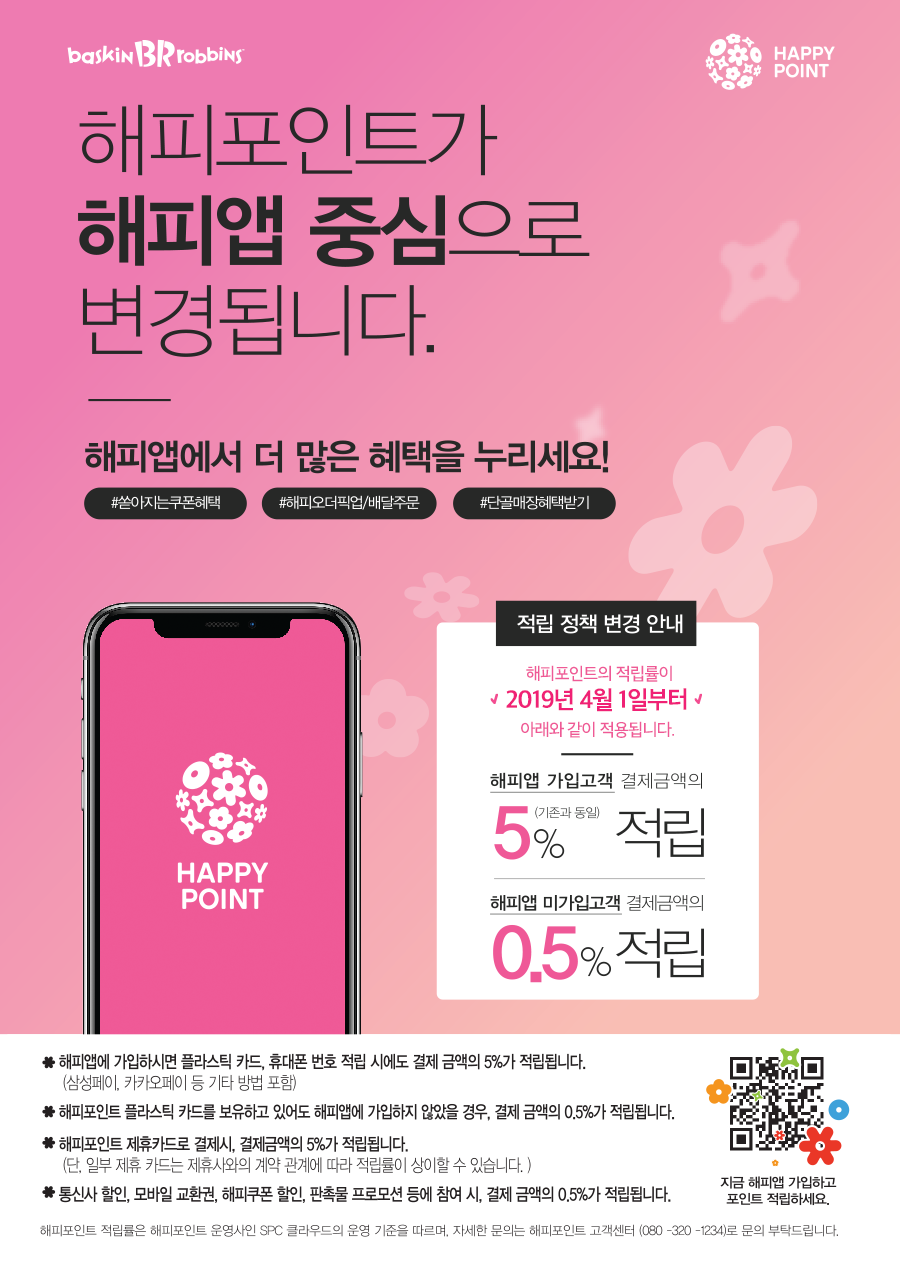 baskin BR robbins
HAPPY
POINT
해피포인트가
해피앱 중심으로
변경됩니다.
해피앱에서 더 많은 혜택을 누리세요!
#쏟아지는쿠폰혜택
#해피오더픽업/배달주문
#단골매장혜택받기
적립 정책 변경 안내
해피포인트의 적립률이
2019년 4월 1일부터
아래와 같이 적용됩니다.
해피앱 가입고객 결제금액의
5% (기존과 동일) 적립
해피앱 미가입고객 결제금액의
0.5% 적립
HAPPY
POINT
해피앱에 가입하시면 플라스틱 카드, 휴대폰 번호 적립 시에도 결제 금액의 5%가 적립됩니다.
(삼성페이, 카카오페이 등 기타 방법 포함)
해피포인트 플라스틱 카드를 보유하고 있어도 해피앱에 가입하지 않았을 경우, 결제 금액의 0.5%가 적립됩니다.
해피포인트 제휴카드로 결제시, 결제금액의 5%가 적립됩니다.
(단, 일부 제휴 카드는 제휴사와의 계약 관계에 따라 적립률이 상이할 수 있습니다. )
통신사 할인, 모바일 교환권, 해피쿠폰 할인, 판촉물 프로모션 등에 참여 시, 결제 금액의 0.5%가 적립됩니다.
지금 해피앱 가입하고
포인트 적립하세요.
해피포인트 적립률은 해피포인트 운영사인 SPC 클라우드의 운영 기준을 따르며, 자세한 문의는 해피포인트 고객센터 (080 -320 -1234)로 문의 부탁드립니다.